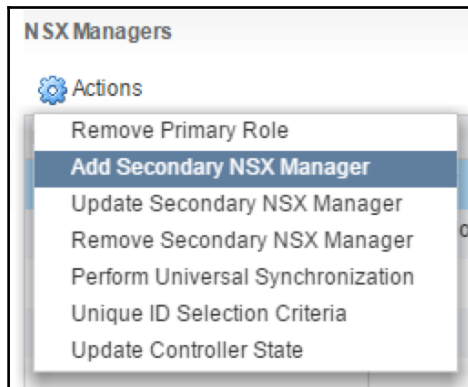 NSX Managers
Actions
Remove Primary Role
Add Secondary NSX Manager
Update Secondary NSX Manager
Remove Secondary NSX Manager
Perform Universal Synchronization
Unique ID Selection Criteria
Update Controller State